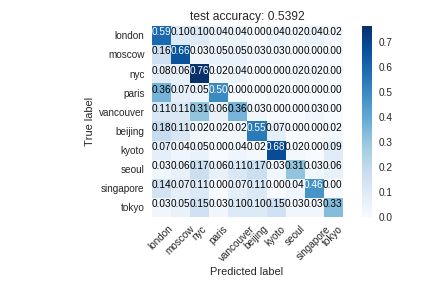 test accuracy: 0.5392
london 0.59 0.10 0.10 0.04 0.04 0.00 0.04 0.02 0.04 0.02
moscow 0.16 0.66 0.03 0.05 0.05 0.03 0.03 0.00 0.00 0.00
nyc 0.08 0.06 0.76 0.02 0.04 0.00 0.00 0.02 0.02 0.00
paris 0.36 0.07 0.05 0.50 0.00 0.00 0.02 0.00 0.00 0.00
vancouver 0.11 0.11 0.31 0.06 0.36 0.03 0.00 0.00 0.03 0.00
beijing 0.18 0.11 0.02 0.02 0.02 0.55 0.07 0.00 0.00 0.02
kyoto 0.07 0.04 0.05 0.00 0.04 0.02 0.68 0.02 0.00 0.09
seoul 0.03 0.06 0.17 0.06 0.11 0.17 0.03 0.31 0.03 0.06
singapore 0.14 0.07 0.11 0.00 0.07 0.11 0.00 0.04 0.46 0.00
tokyo 0.03 0.05 0.15 0.03 0.10 0.10 0.15 0.03 0.03 0.33
london moscow nyc paris vancouver beijing kyoto seoul singapore tokyo
True label
Predicted label
0.7
0.6
0.5
0.4
0.3
0.2
0.1
0.0